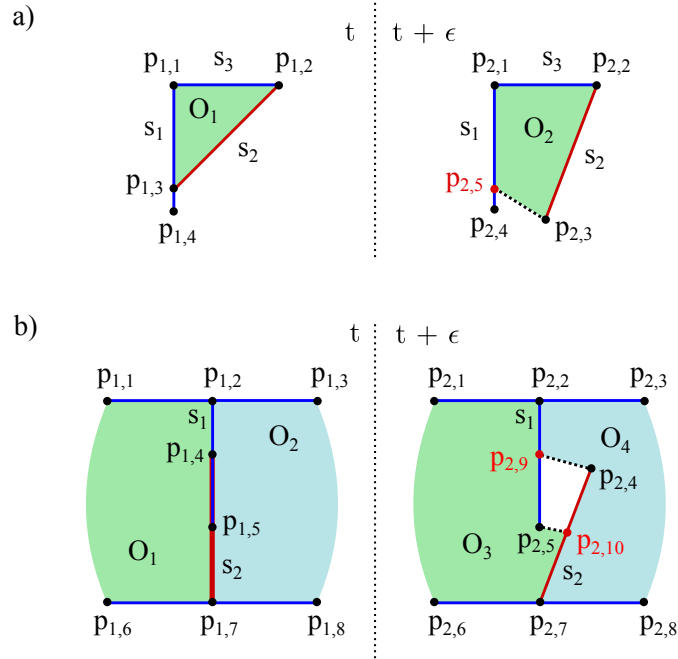 a)
t t + ϵ
p1,1 s3 p1,2 p2,1 s3 p2,2
O1 O2
s1 s2 s1 s2
p1,3 p2,5
p1,4 p2,4 p2,3
b)
t t + ϵ
p1,1 p1,2 p1,3 p2,1 p2,2 p2,3
s1 O2 s1 O4
p1,4 p2,9 p2,4
p1,5 p2,5 p2,10
O1 s2 O3 s2
p1,6 p1,7 p1,8 p2,6 p2,7 p2,8